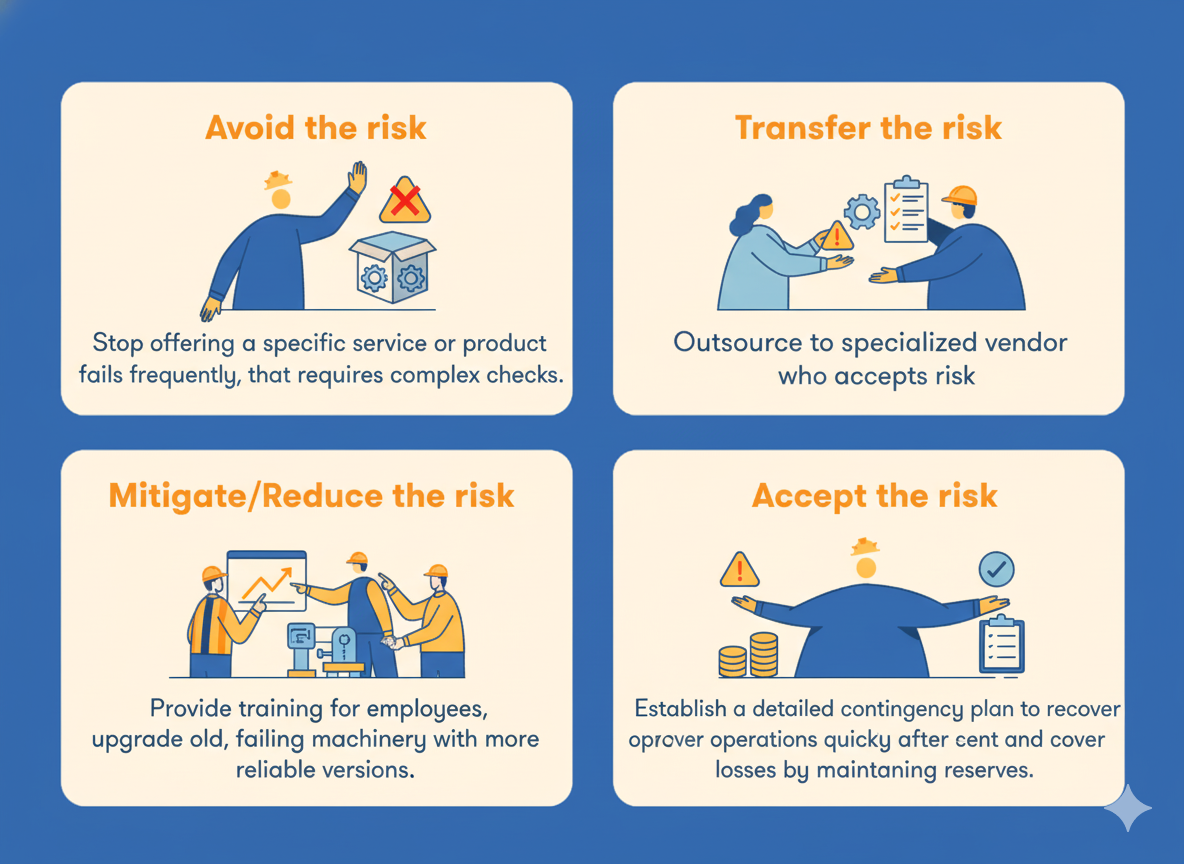 Avoid the risk
Stop offering a specific service or product
fails frequently, that requires complex checks.
Transfer the risk
Outsource to specialized vendor
who accepts risk
Mitigate/Reduce the risk
Provide training for employees,
upgrade old, failing machinery with more
reliable versions.
Accept the risk
Establish a detailed contingency plan to recover
oprover operations quicky after cent and cover
losses by maintaning reserves.